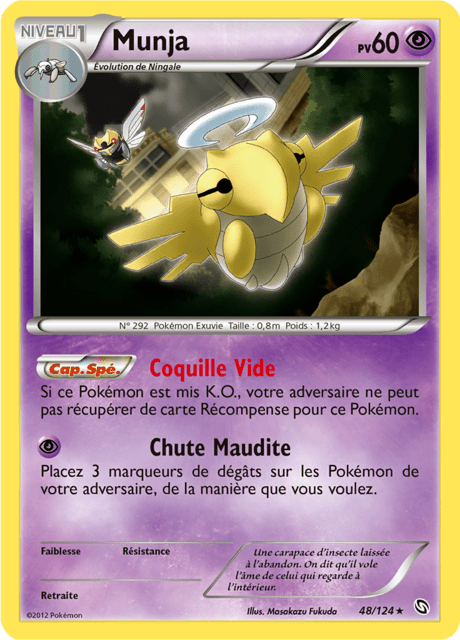 NIVEAU1
Munja
PV60
Évolution de Ningale
N° 292 Pokémon Exuvie Taille : 0,8m Poids : 1,2kg
Cap. Spé. Coquille Vide
Si ce Pokémon est mis K.O., votre adversaire ne peut
pas récupérer de carte Récompense pour ce Pokémon.
Chute Maudite
Placez 3 marqueurs de dégâts sur les Pokémon de
votre adversaire, de la manière que vous voulez.
Faiblesse Résistance
Retraite
Une carapace d'insecte laissée
à l'abandon. On dit qu'il vole
l'âme de celui qui regarde à
l'intérieur.
©2012 Pokémon
Illus. Masakazu Fukuda
48/124 ★